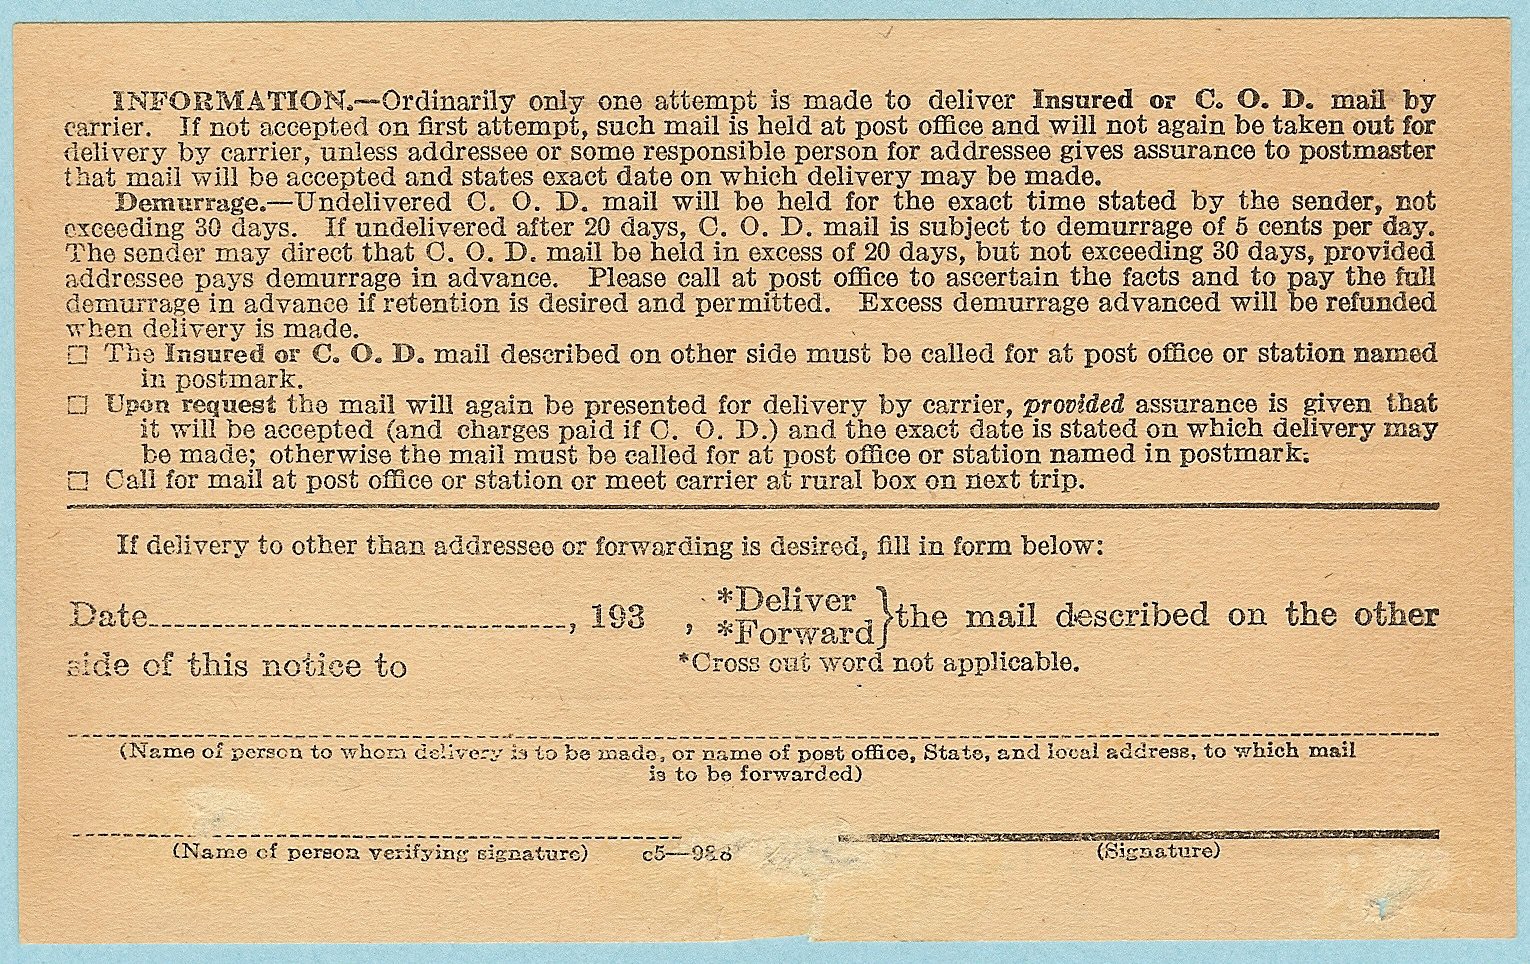 INFORMATION.—Ordinarily only one attempt is made to deliver Insured or C. O. D. mail by
carrier. If not accepted on first attempt, such mail is held at post office and will not again be taken out for
delivery by carrier, unless addressee or some responsible person for addressee gives assurance to postmaster
that mail will be accepted and states exact date on which delivery may be made.
Demurrage.—Undelivered C. O. D. mail will be held for the exact time stated by the sender, not
exceeding 30 days. If undelivered after 20 days, C. O. D. mail is subject to demurrage of 5 cents per day.
The sender may direct that C. O. D. mail be held in excess of 20 days, but not exceeding 30 days, provided
addressee pays demurrage in advance. Please call at post office to ascertain the facts and to pay the full
demurrage in advance if retention is desired and permitted. Excess demurrage advanced will be refunded
when delivery is made.
☐ The Insured or C. O. D. mail described on other side must be called for at post office or station named
in postmark.
☐ Upon request the mail will again be presented for delivery by carrier, provided assurance is given that
it will be accepted (and charges paid if C. O. D.) and the exact date is stated on which delivery may
be made; otherwise the mail must be called for at post office or station named in postmark.
☐ Call for mail at post office or station or meet carrier at rural box on next trip.
If delivery to other than addressee or forwarding is desired, fill in form below:
Date______, 193 , *Deliver
*Forward} the mail described on the other
side of this notice to *Cross out word not applicable.
(Name of person to whom delivery is to be made, or name of post office, State, and local address, to which mail
is to be forwarded)
(Name of person verifying signature) c5—988 (Signature)